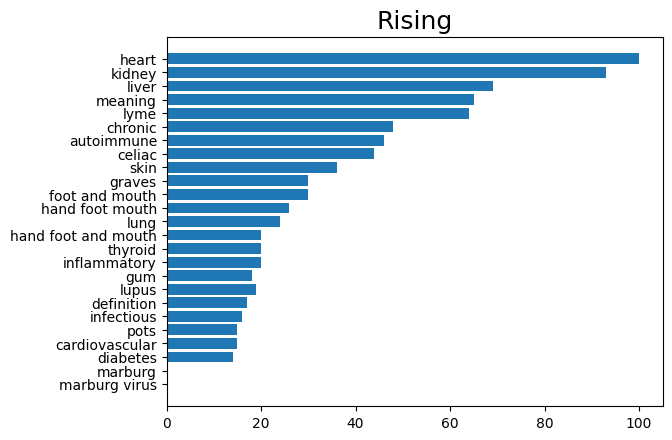 Rising
heart
kidney
liver
meaning
lyme
chronic
autoimmune
celiac
skin
graves
foot and mouth
hand foot mouth
lung
hand foot and mouth
thyroid
inflammatory
gum
lupus
definition
infectious
pots
cardiovascular
diabetes
marburg
marburg virus
0 20 40 60 80 100